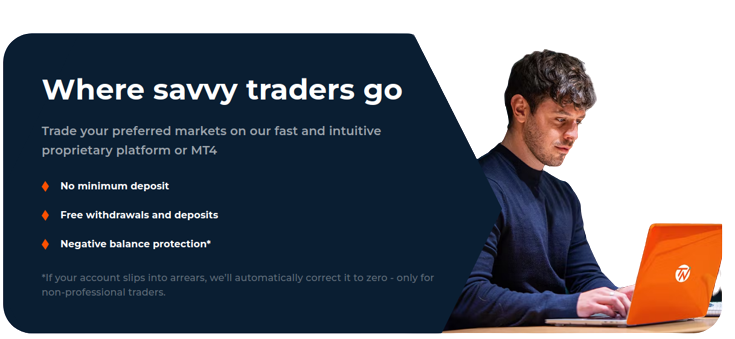 Where savvy traders go
Trade your preferred markets on our fast and intuitive
proprietary platform or MT4
No minimum deposit
Free withdrawals and deposits
Negative balance protection*
*If your account slips into arrears, we'll automatically correct it to zero - only for
non-professional traders.